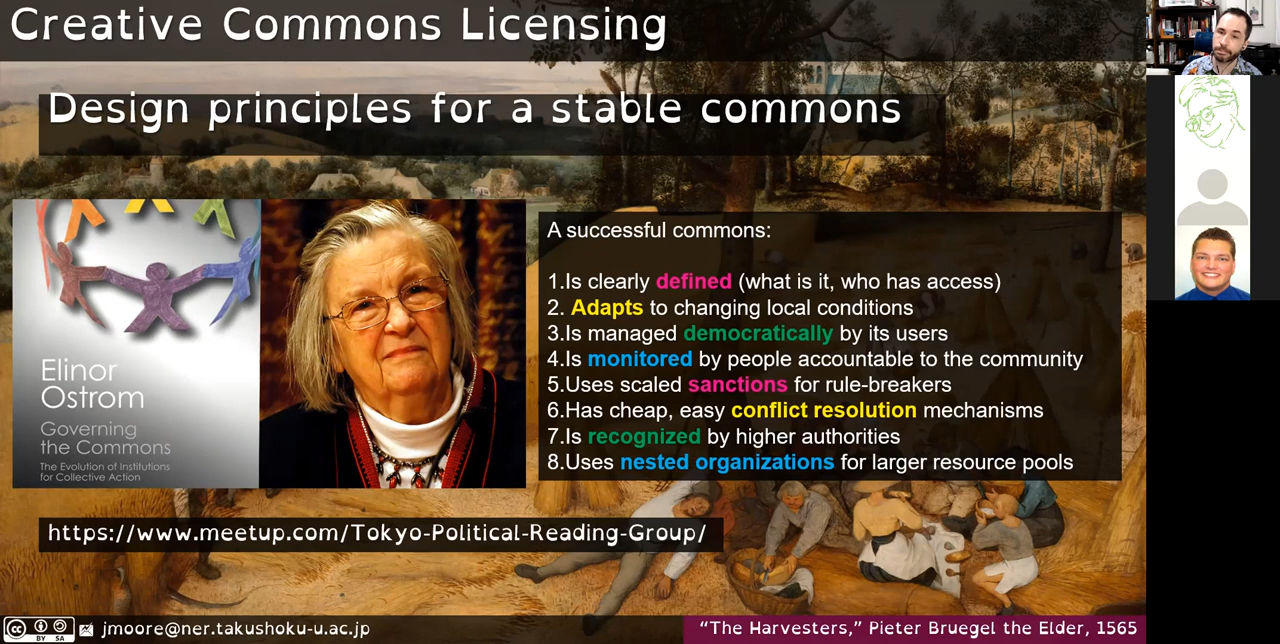 Creative Commons Licensing
Design principles for a stable commons
Elinor
Ostrom
Governing
the Commons
The Evolution of Institutions
for Collective Action
A successful commons:
1.Is clearly defined (what is it, who has access)
2. Adapts to changing local conditions
3.Is managed democratically by its users
4.Is monitored by people accountable to the community
5.Uses scaled sanctions for rule-breakers
6.Has cheap, easy conflict resolution mechanisms
7.Is recognized by higher authorities
8.Uses nested organizations for larger resource pools
https://www.meetup.com/Tokyo-Political-Reading-Group/
cc BY SA jmoore@ner.takushoku-u.ac.jp
“The Harvesters,” Pieter Bruegel the Elder, 1565